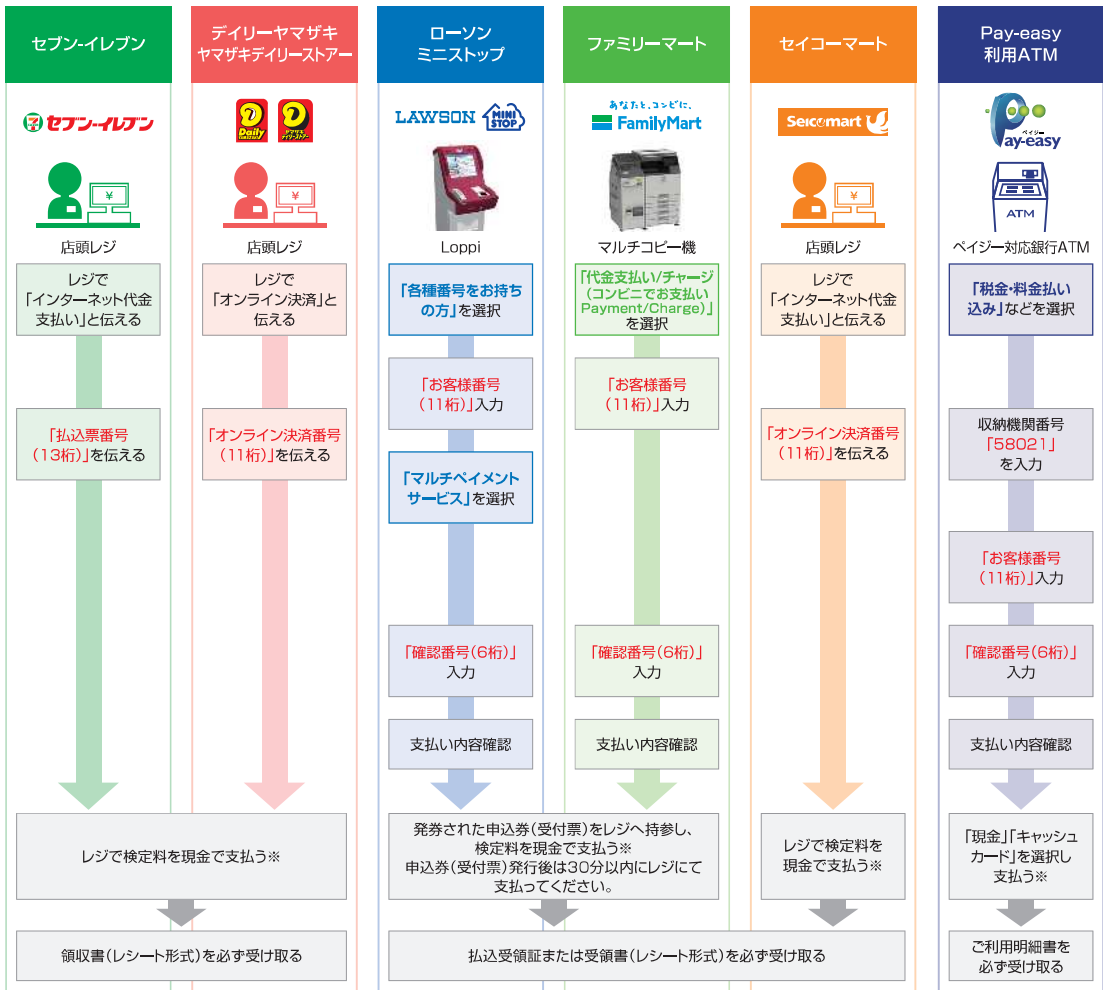 セブン-イレブン
デイリーヤマザキ
ヤマザキデイリーストアー
ローソン
ミニストップ
ファミリーマート
セイコーマート
Pay-easy
利用ATM
セブン-イレブン
Daily
ヤマザキ
デイリーストアー
LAWSON
MINI
STOP
あなたと、コンビに、
FamilyMart
Seicomart
ペイジー
Pay-easy
¥
¥
¥
ATM
店頭レジ
店頭レジ
Loppi
マルチコピー機
店頭レジ
ペイジー対応銀行ATM
レジで
「インターネット代金
支払い」と伝える
レジで
「オンライン決済」と
伝える
「各種番号をお持ち
の方」を選択
「代金支払い/チャージ
(コンビニでお支払い
Payment/Charge)」
を選択
レジで
「インターネット代金
支払い」と伝える
「税金・料金払い
込み」などを選択
「お客様番号
(11桁)」入力
「お客様番号
(11桁)」入力
「払込票番号
(13桁)」を伝える
「オンライン決済番号
(11桁)」を伝える
「マルチペイメント
サービス」を選択
「オンライン決済番号
(11桁)」を伝える
収納機関番号
「58021」
を入力
「お客様番号
(11桁)」入力
「確認番号(6桁)」
入力
「確認番号(6桁)」
入力
「確認番号(6桁)」
入力
支払い内容確認
支払い内容確認
支払い内容確認
レジで検定料を現金で支払う※
発券された申込券(受付票)をレジへ持参し、
検定料を現金で支払う※
申込券(受付票)発行後は30分以内にレジにて
支払ってください。
レジで検定料を
現金で支払う※
「現金」「キャッシュ
カード」を選択し
支払う※
領収書(レシート形式)を必ず受け取る
払込受領証または受領書(レシート形式)を必ず受け取る
ご利用明細書を
必ず受け取る